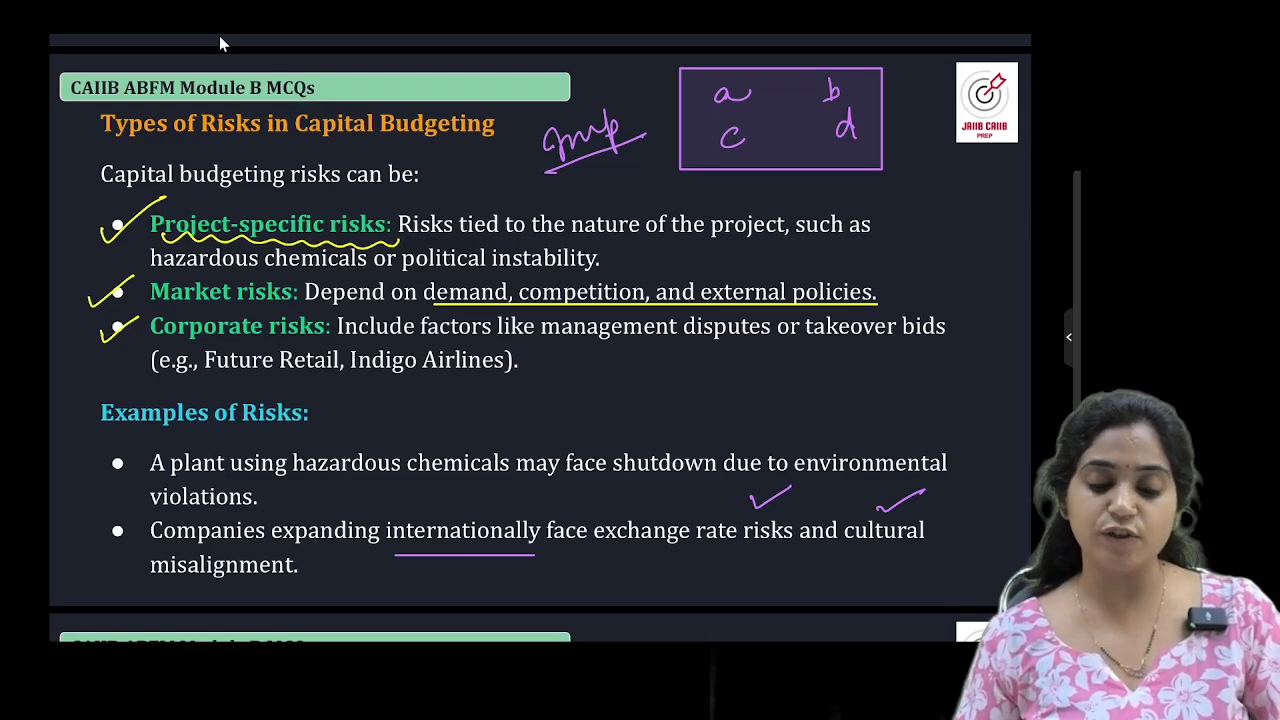 CAIIB ABFM Module B MCQs
Types of Risks in Capital Budgeting
Imp
a b
c d
JAIIB CAIIB
PREP
Capital budgeting risks can be:
● Project-specific risks: Risks tied to the nature of the project, such as
hazardous chemicals or political instability.
● Market risks: Depend on demand, competition, and external policies.
● Corporate risks: Include factors like management disputes or takeover bids
(e.g., Future Retail, Indigo Airlines).
Examples of Risks:
● A plant using hazardous chemicals may face shutdown due to environmental
violations.
● Companies expanding internationally face exchange rate risks and cultural
misalignment.